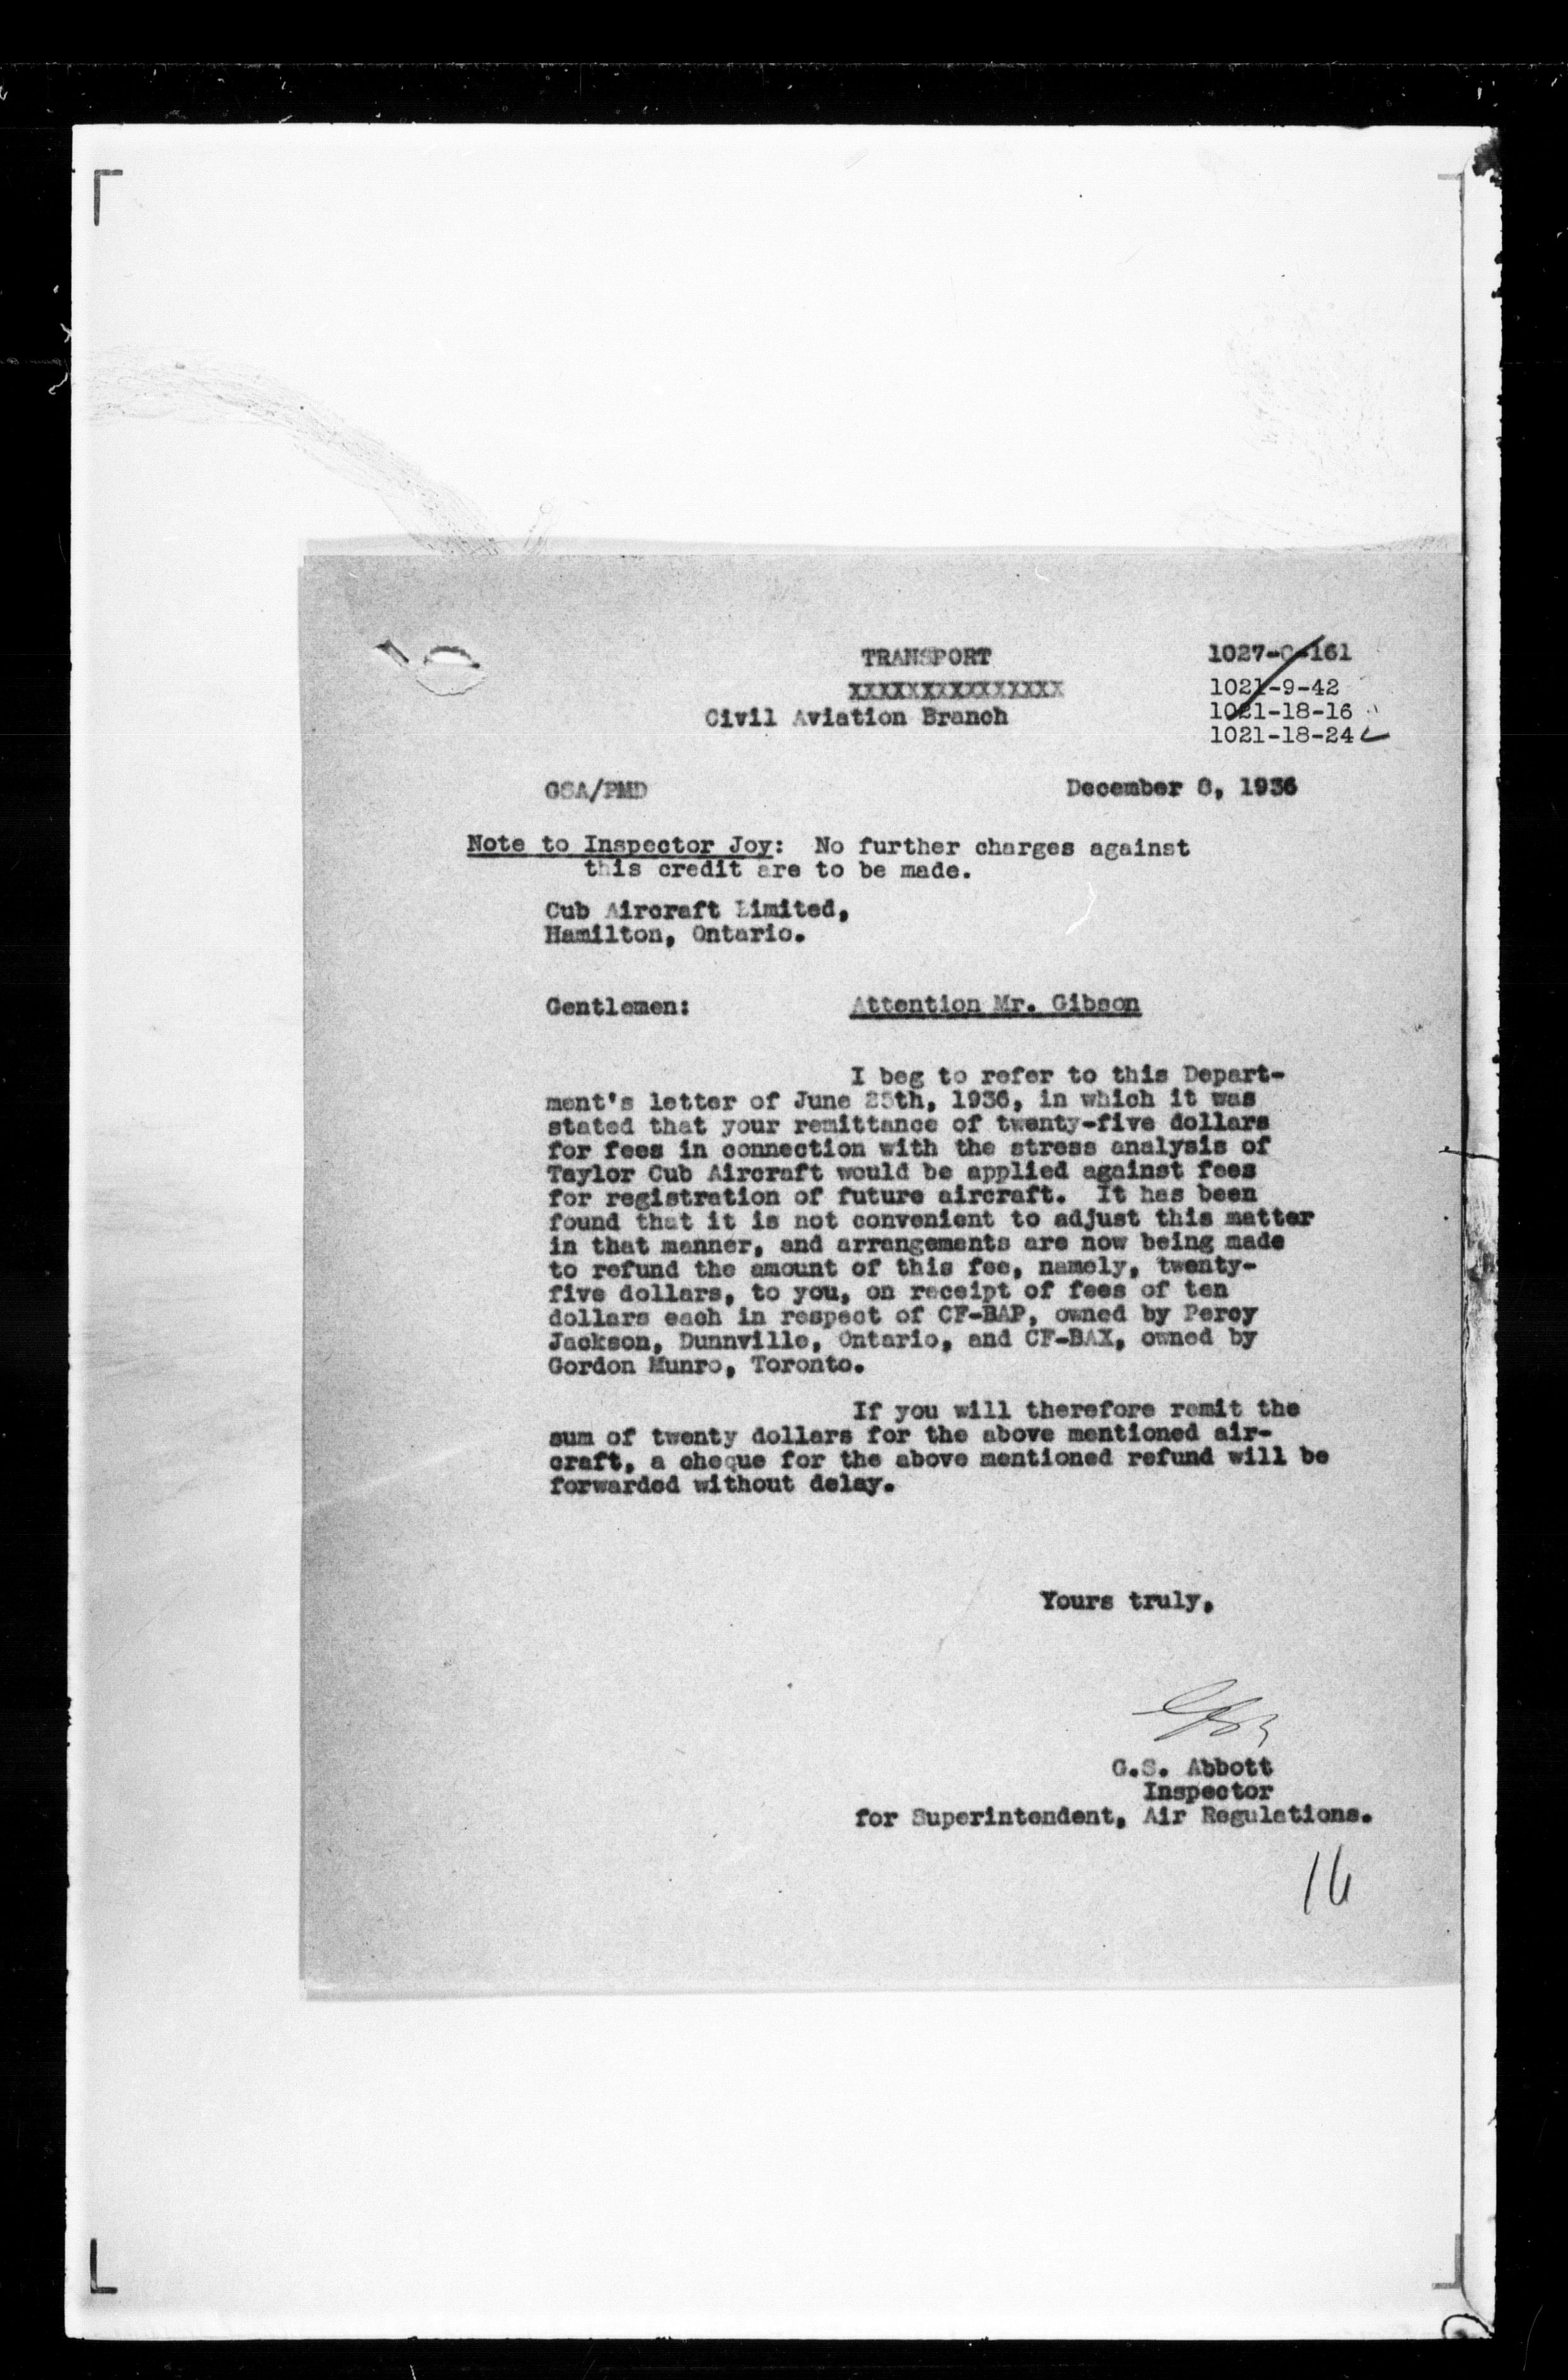 TRANSPORT
XXXXXXXXXXXXXXX
Civil Aviation Branch
1027-C-161
1021-9-42
1021-18-16
1021-18-24
GSA/PMD
December 8, 1936
Note to Inspector Joy: No further charges against
this credit are to be made.
Cub Aircraft Limited,
Hamilton, Ontario.
Gentlemen:
Attention Mr. Gibson
I beg to refer to this Depart-
ment's letter of June 25th, 1936, in which it was
stated that your remittance of twenty-five dollars
for fees in connection with the stress analysis of
Taylor Cub Aircraft would be applied against fees
for registration of future aircraft. It has been
found that it is not convenient to adjust this matter
in that manner, and arrangements are now being made
to refund the amount of this fee, namely, twenty-
five dollars, to you, on receipt of fees of ten
dollars each in respect of CF-BAP, owned by Percy
Jackson, Dunnville, Ontario, and CF-BAX, owned by
Gordon Munro, Toronto.
If you will therefore remit the
sum of twenty dollars for the above mentioned air-
craft, a cheque for the above mentioned refund will be
forwarded without delay.
Yours truly,
G.S. Abbott
Inspector
for Superintendent, Air Regulations.
16